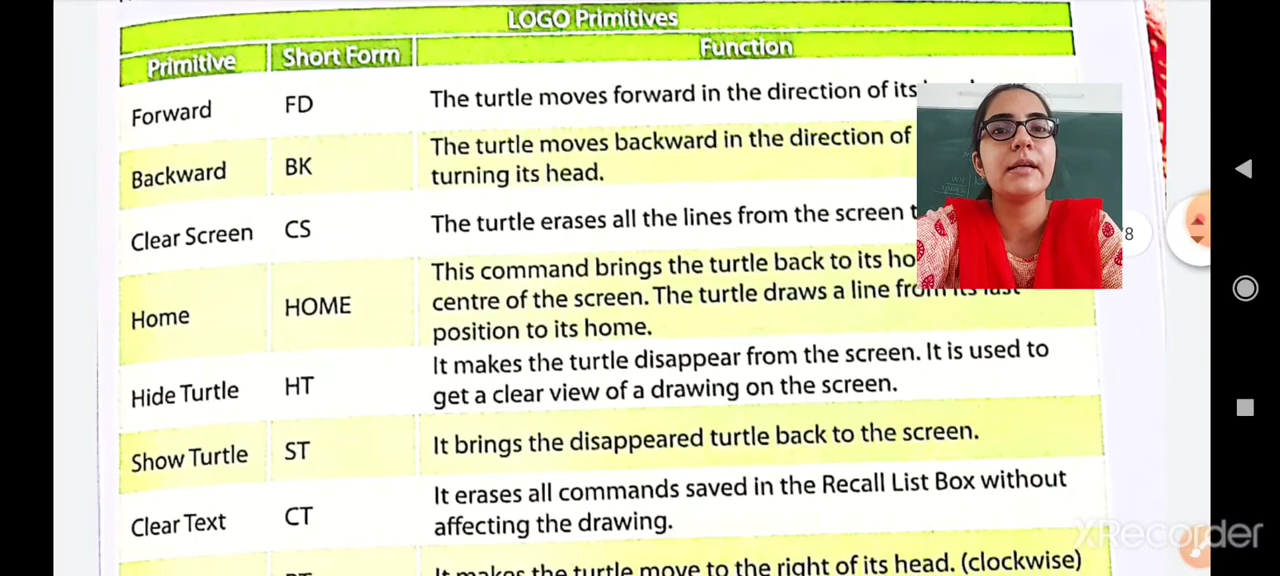 LOGO Primitives
Primitive Short Form Function
Forward FD The turtle moves forward in the direction of its
Backward BK The turtle moves backward in the direction of
turning its head.
Clear Screen CS The turtle erases all the lines from the screen
Home HOME This command brings the turtle back to its
centre of the screen. The turtle draws a line from its last
position to its home.
Hide Turtle HT It makes the turtle disappear from the screen. It is used to
get a clear view of a drawing on the screen.
Show Turtle ST It brings the disappeared turtle back to the screen.
Clear Text CT It erases all commands saved in the Recall List Box without
affecting the drawing.
It makes the turtle move to the right of its head. (clockwise)
8
XRecorder